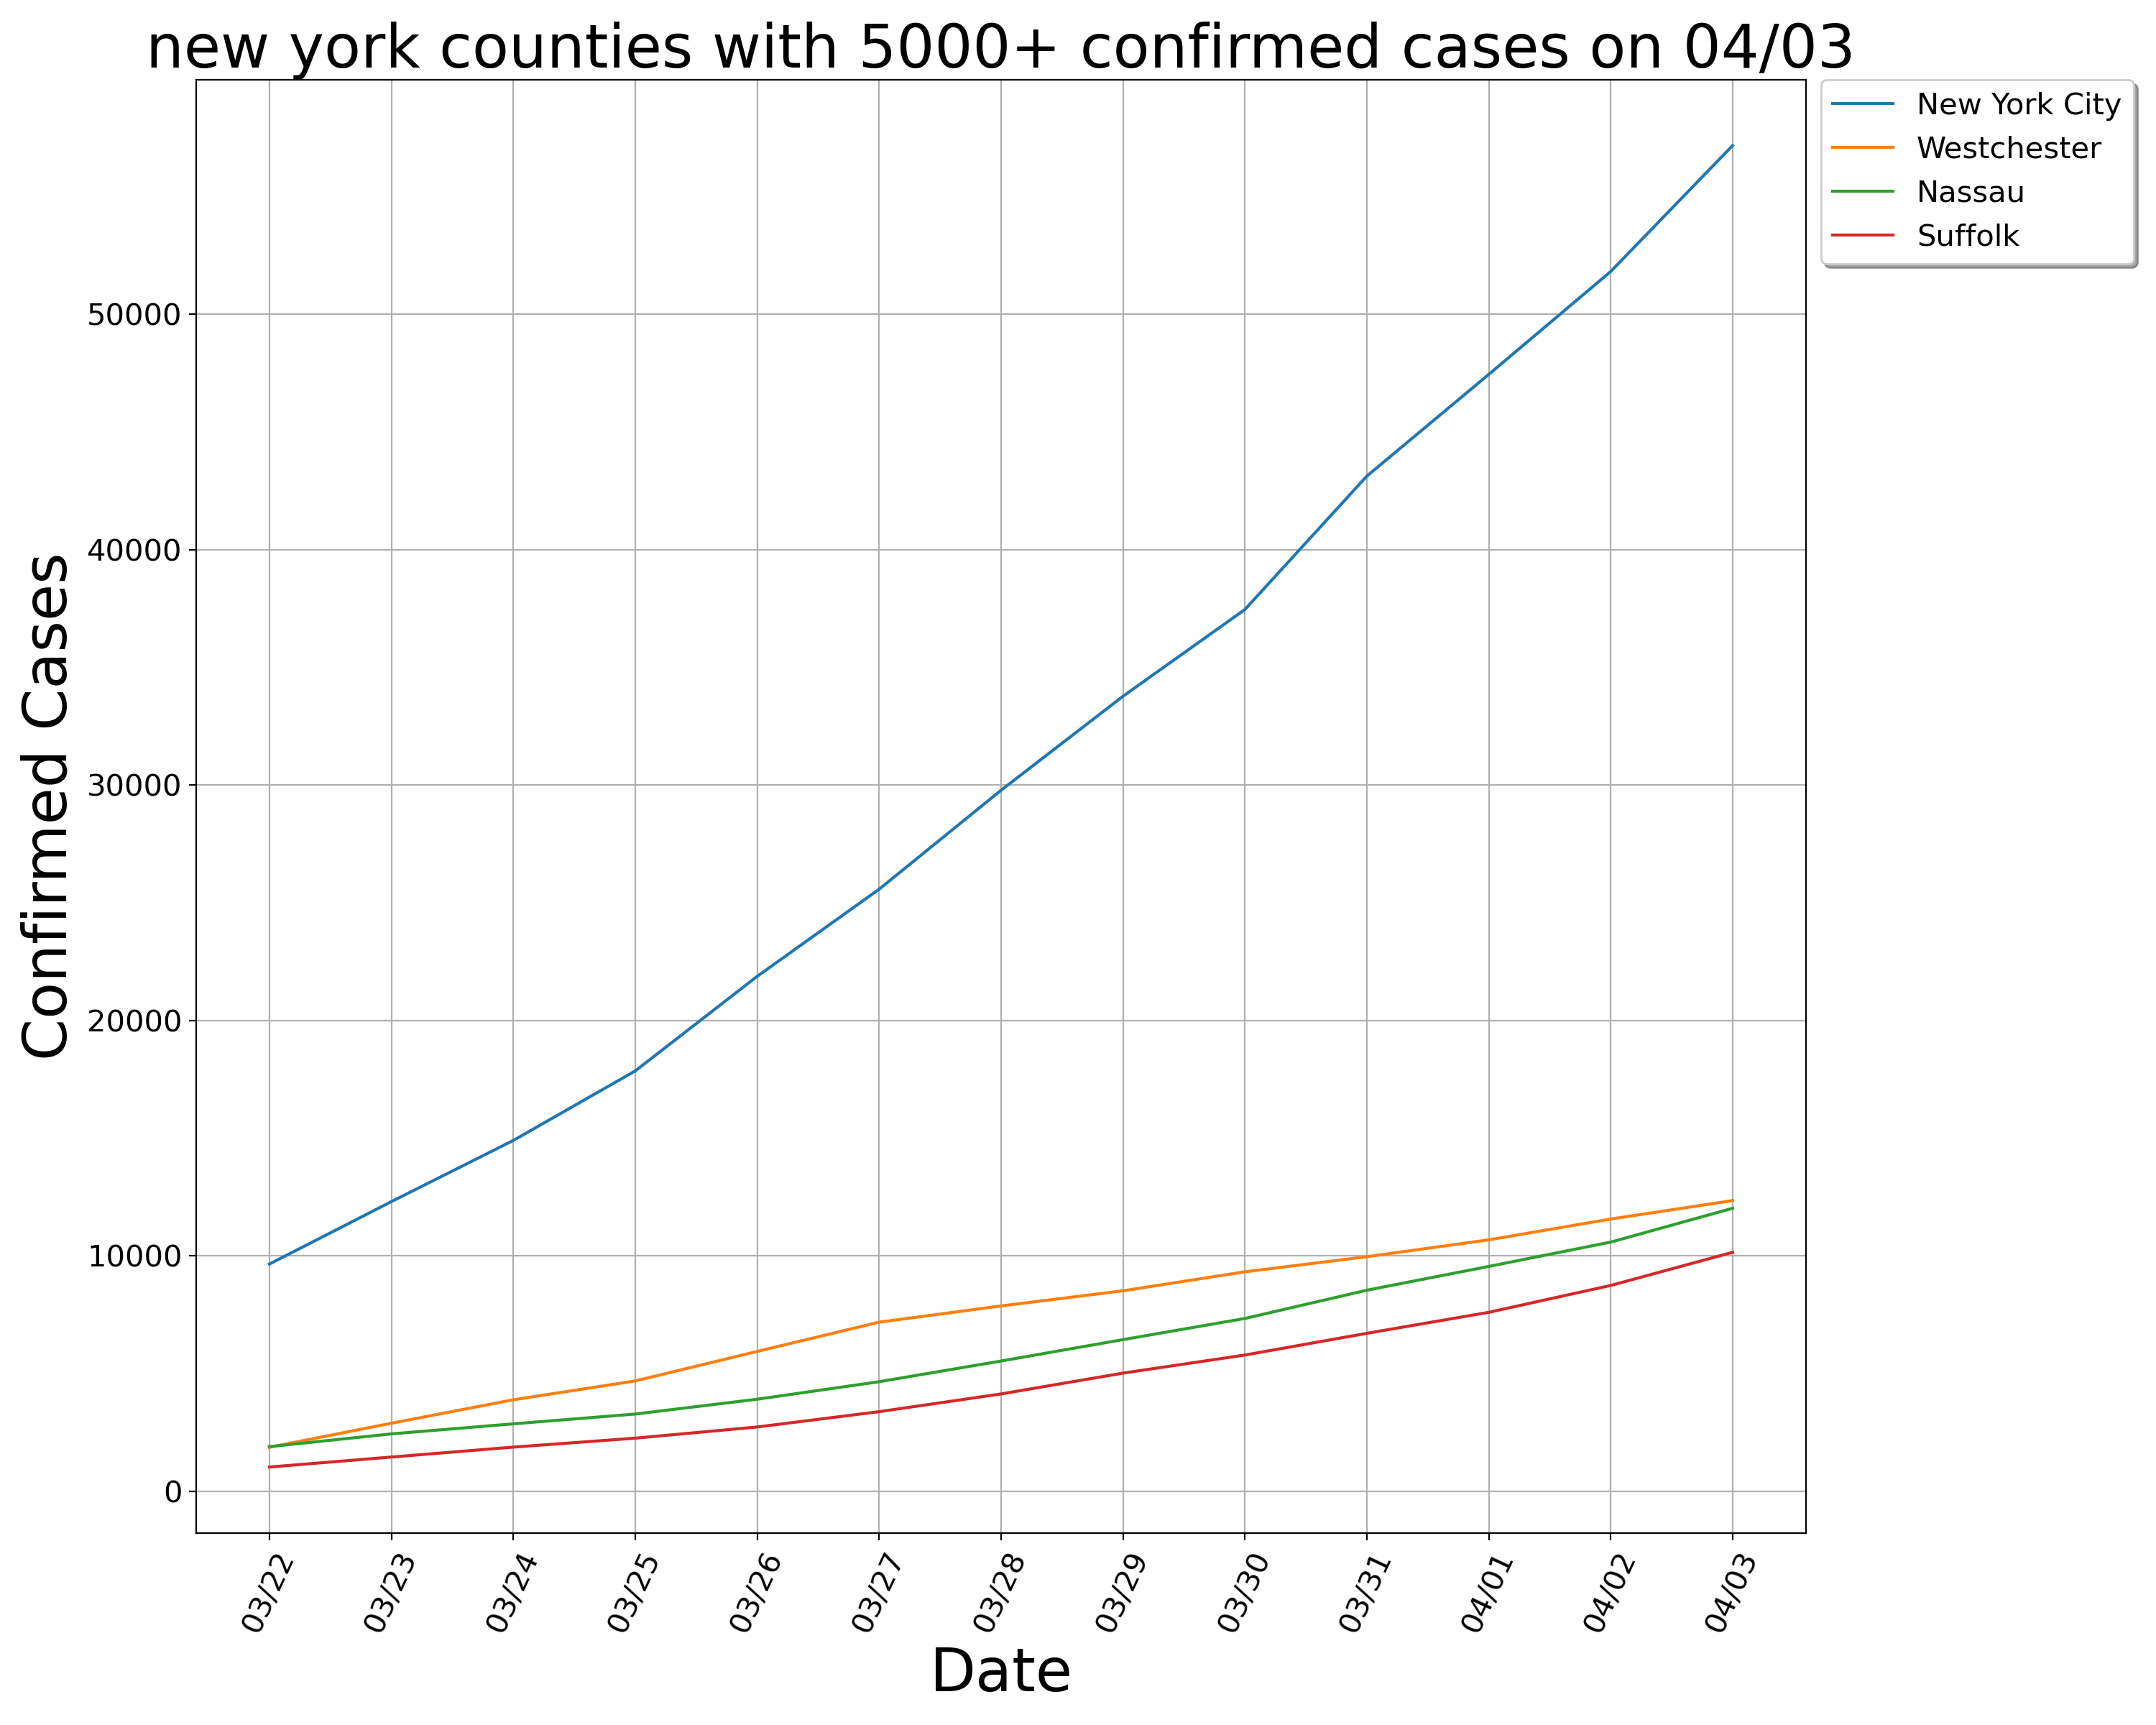 new york counties with 5000+ confirmed cases on 04/03
New York City
Westchester
Nassau
Suffolk
Confirmed Cases
50000
40000
30000
20000
10000
0
03/22
03/23
03/24
03/25
03/26
03/27
03/28
03/29
03/30
03/31
04/01
04/02
04/03
Date